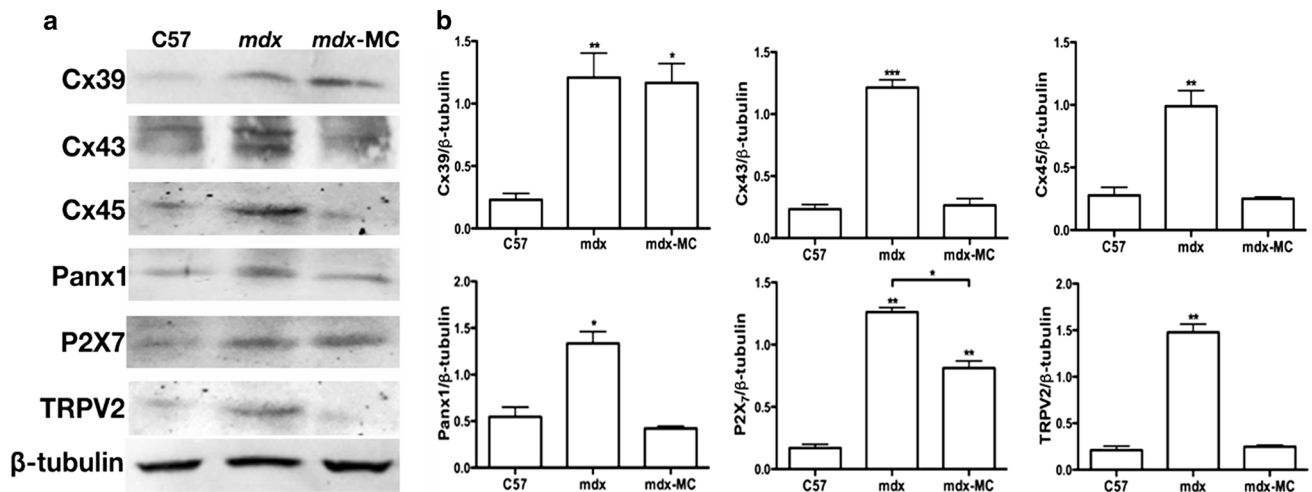 a
C57 mdx mdx-MC
Cx39
Cx43
Cx45
Panx1
P2X7
TRPV2
β-tubulin
b
Cx39/β-tubulin
1.5
1.0
0.5
0.0
** *
C57 mdx mdx-MC
Cx43/β-tubulin
1.5
1.0
0.5
0.0
***
C57 mdx mdx-MC
Cx45/β-tubulin
1.5
1.0
0.5
0.0
**
C57 mdx mdx-MC
Panx1/β-tubulin
2.0
1.5
1.0
0.5
0.0
*
C57 mdx mdx-MC
P2X7/β-tubulin
1.5
1.0
0.5
0.0
*
** **
C57 mdx mdx-MC
TRPV2/β-tubulin
2.0
1.5
1.0
0.5
0.0
**
C57 mdx mdx-MC